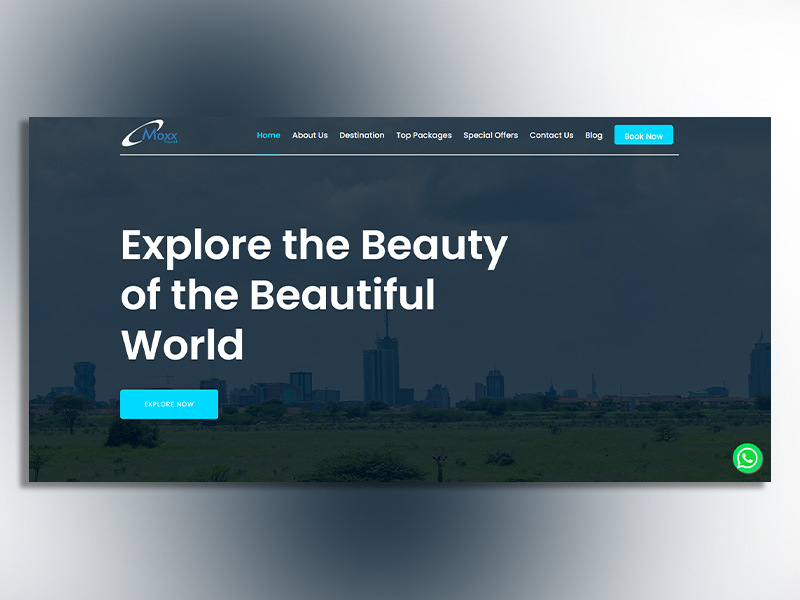 Moxx
Home About Us Destination Top Packages Special Offers Contact Us Blog Book Now
Explore the Beauty
of the Beautiful
World
EXPLORE NOW